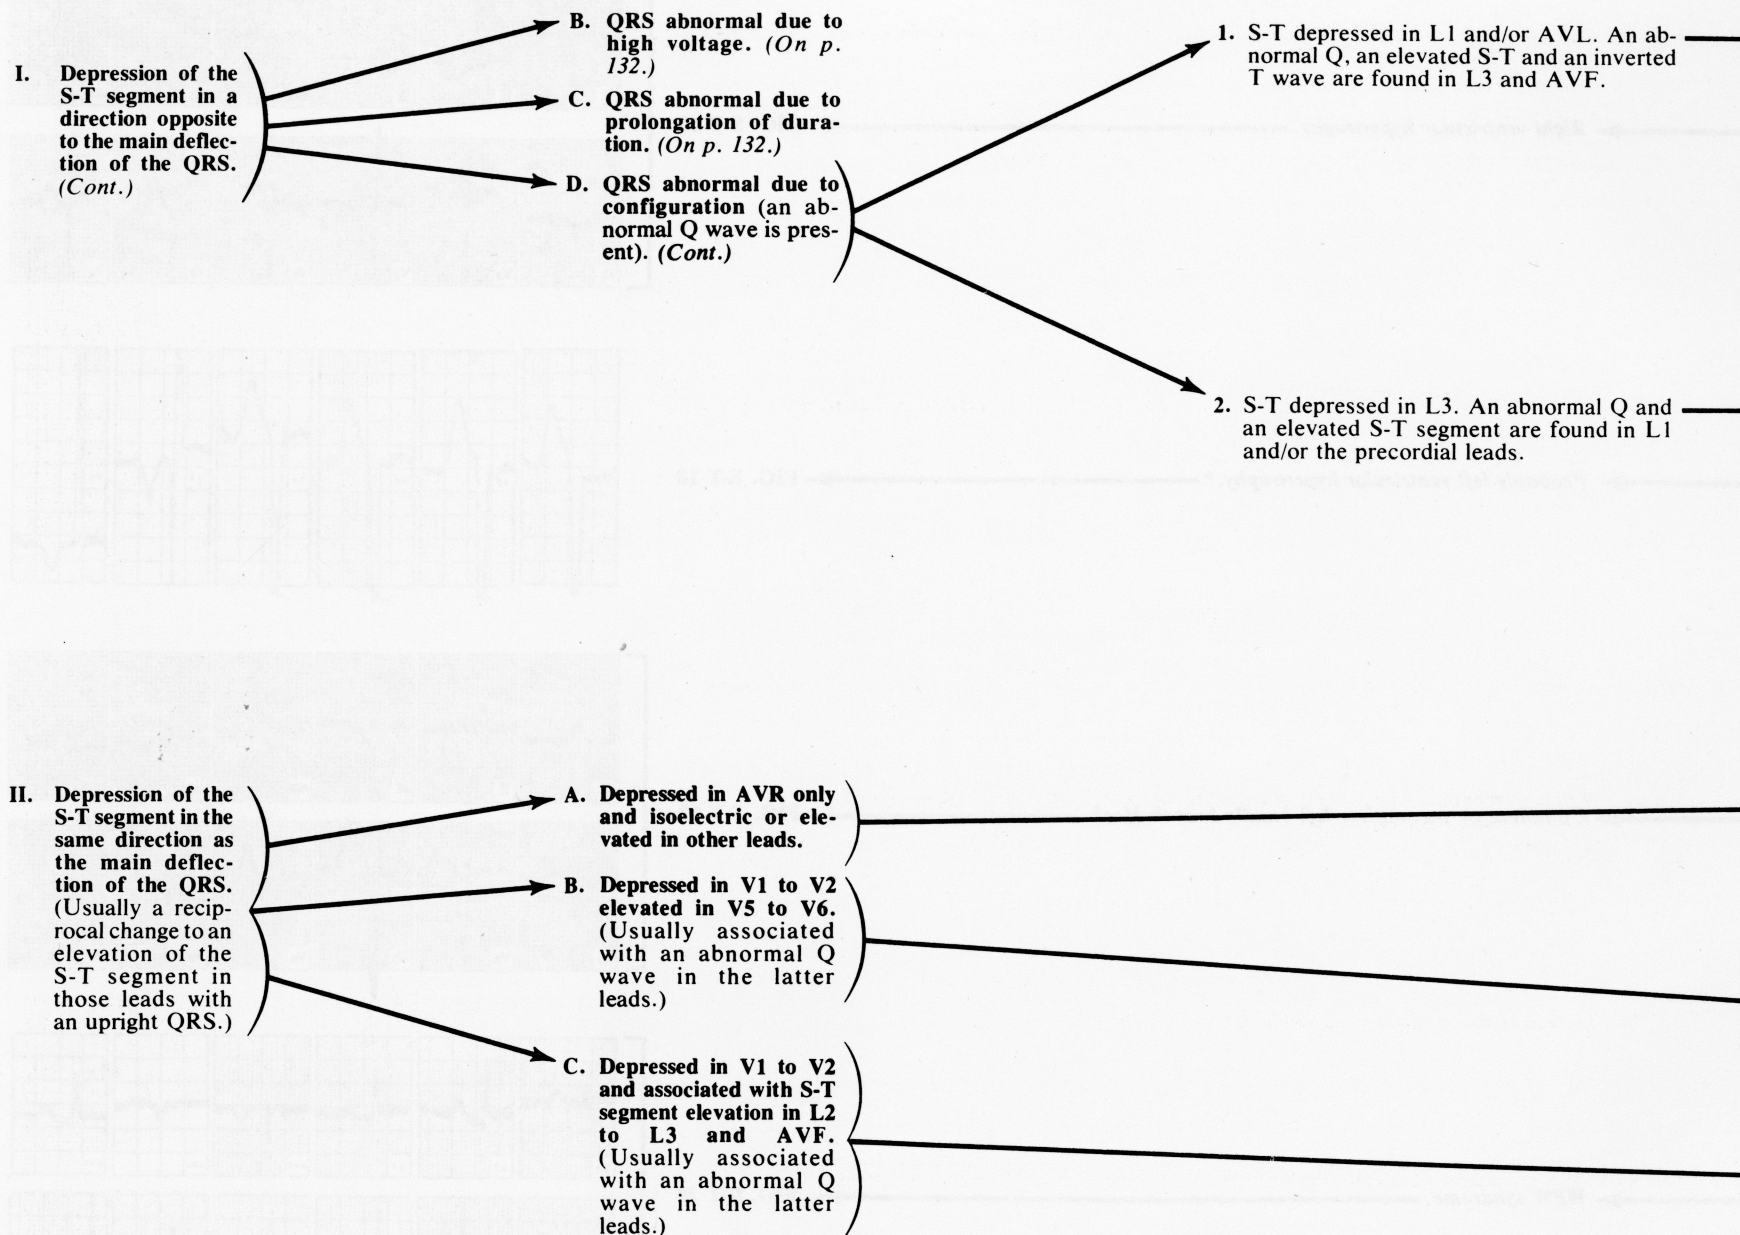 I. Depression of the
S-T segment in a
direction opposite
to the main deflec-
tion of the QRS.
(Cont.)
B. QRS abnormal due to
high voltage. (On p.
132.)
C. QRS abnormal due to
prolongation of dura-
tion. (On p. 132.)
D. QRS abnormal due to
configuration (an ab-
normal Q wave is pres-
ent). (Cont.)
1. S-T depressed in L1 and/or AVL. An ab-
normal Q, an elevated S-T and an inverted
T wave are found in L3 and AVF.
2. S-T depressed in L3. An abnormal Q and
an elevated S-T segment are found in L1
and/or the precordial leads.
II. Depression of the
S-T segment in the
same direction as
the main deflec-
tion of the QRS.
(Usually a recip-
rocal change to an
elevation of the
S-T segment in
those leads with
an upright QRS.)
A. Depressed in AVR only
and isoelectric or ele-
vated in other leads.
B. Depressed in V1 to V2
elevated in V5 to V6.
(Usually associated
with an abnormal Q
wave in the latter
leads.)
C. Depressed in V1 to V2
and associated with S-T
segment elevation in L2
to L3 and AVF.
(Usually associated
with an abnormal Q
wave in the latter
leads.)